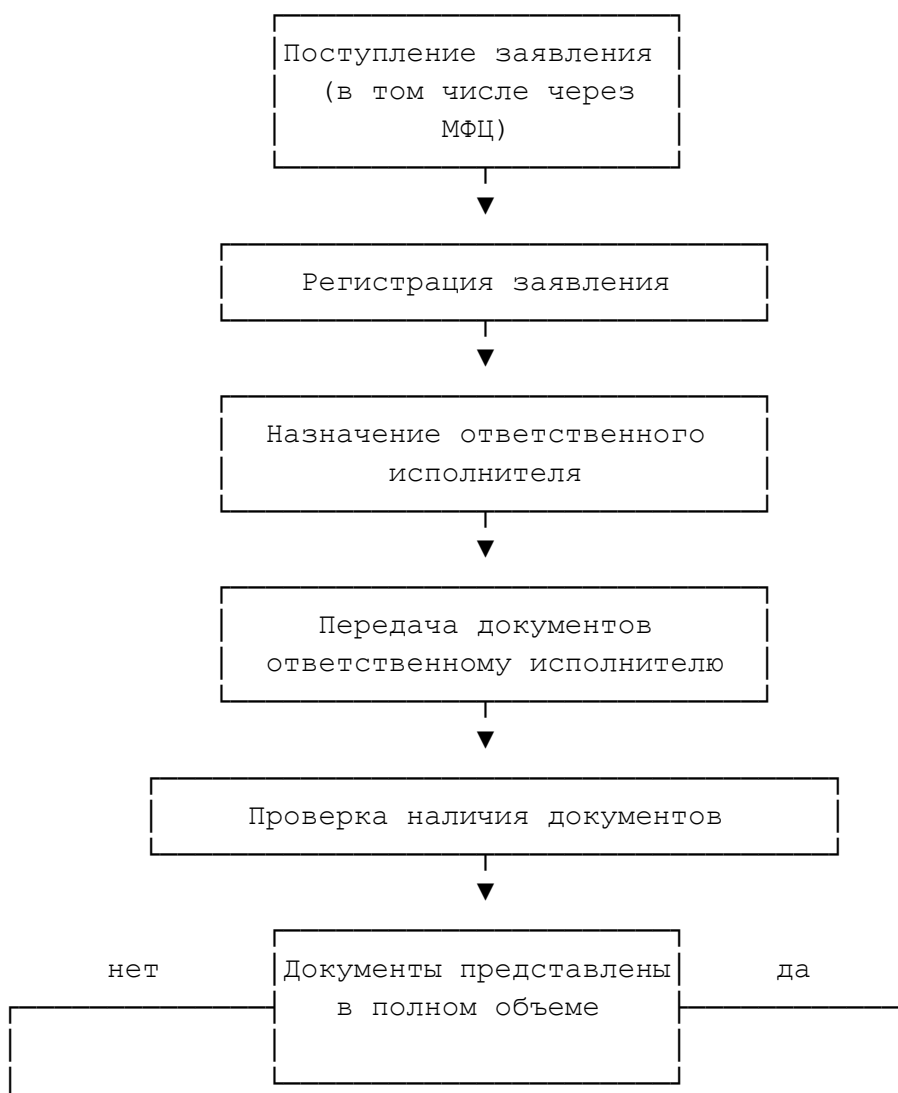 Поступление заявления
(в том числе через
МФЦ)
Регистрация заявления
Назначение ответственного
исполнителя
Передача документов
ответственному исполнителю
Проверка наличия документов
нет
Документы представлены
в полном объеме
да